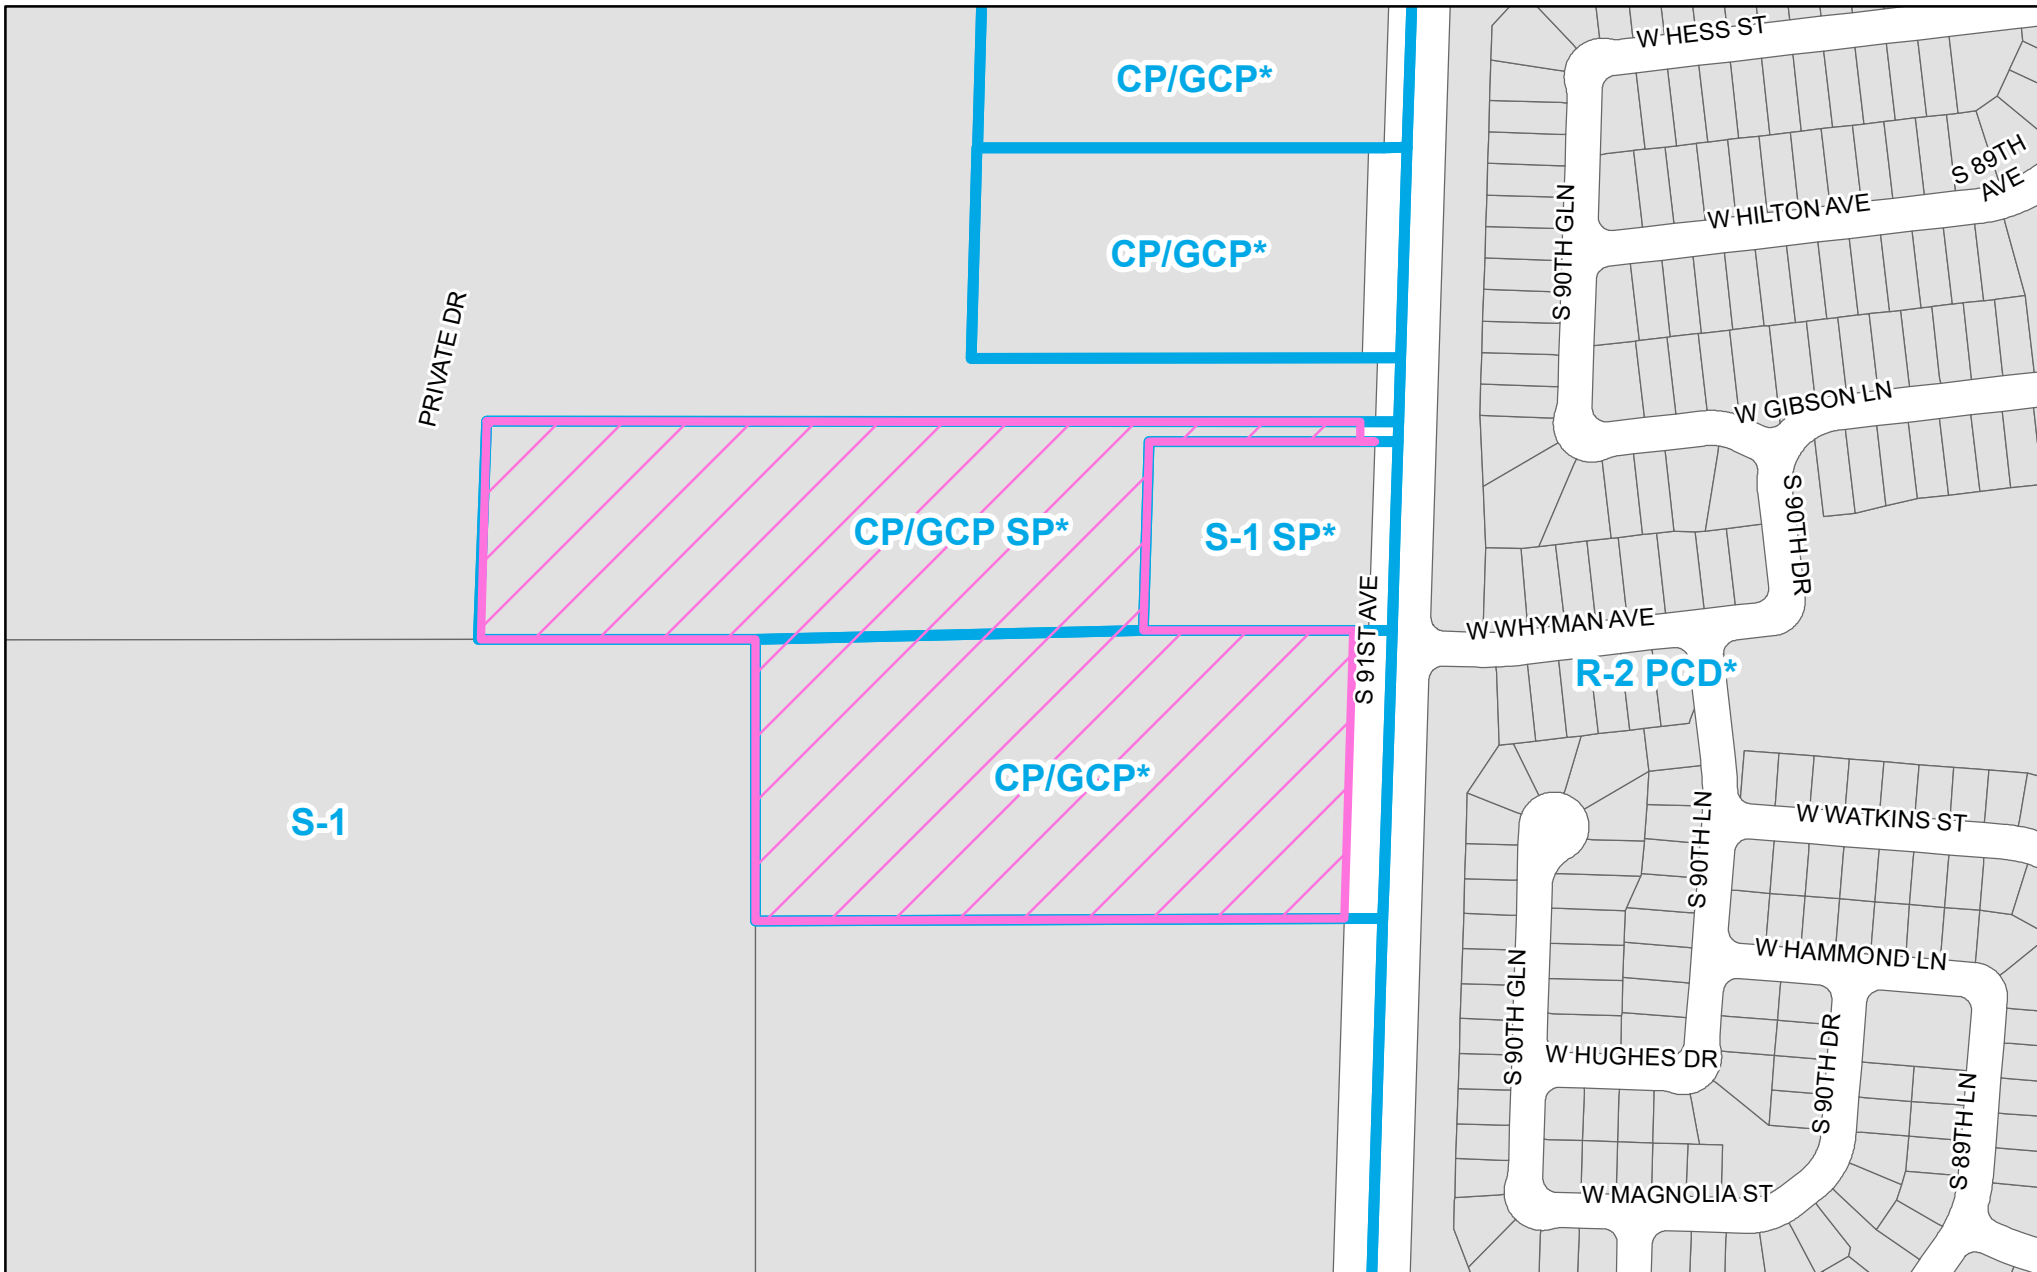 W HESS ST
CP/GCP*
S 89TH
AVE
S 90TH GLN
W HILTON AVE
CP/GCP*
PRIVATE DR
W GIBSON LN
CP/GCP SP*
S-1 SP*
S 90TH DR
S 91ST AVE
W WHYMAN AVE
R-2 PCD*
CP/GCP*
S-1
S 90TH LN
W WATKINS ST
W HAMMOND LN
S 90TH GLN
W HUGHES DR
S 90TH DR
S 89TH LN
W MAGNOLIA ST